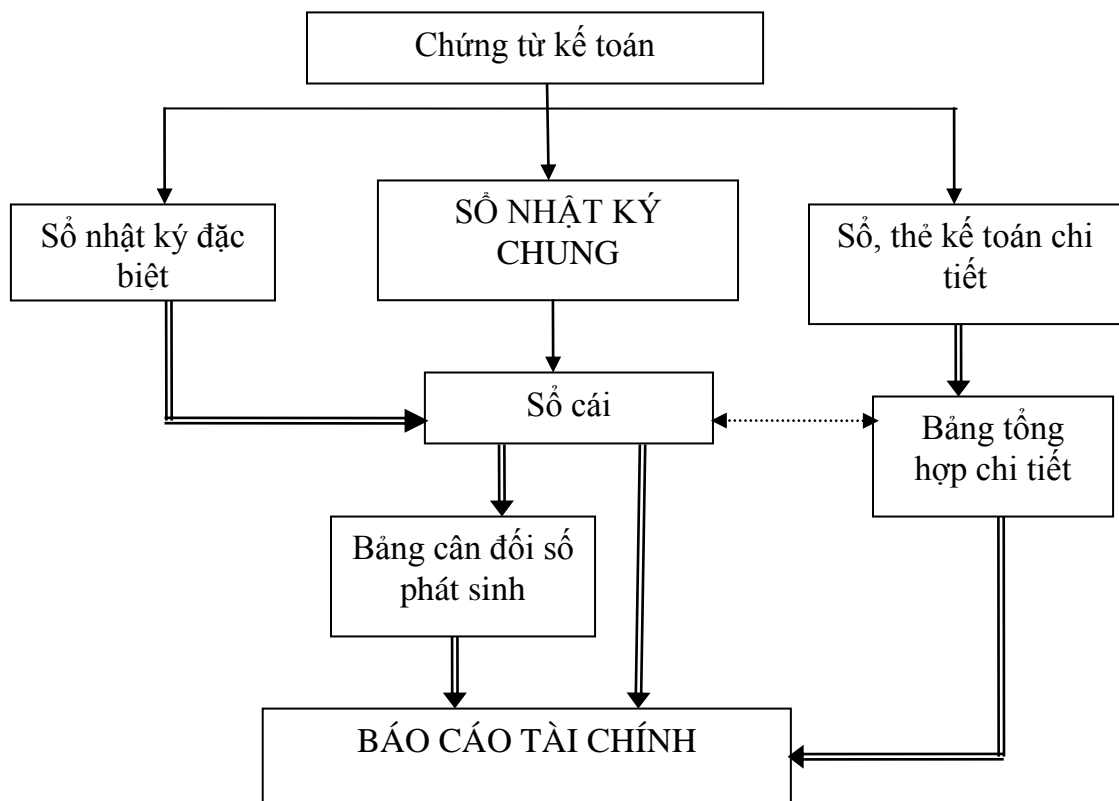 Chứng từ kế toán
Sổ nhật ký đặc
biệt
SỔ NHẬT KÝ
CHUNG
Sổ, thẻ kế toán chi
tiết
Sổ cái
Bảng tổng
hợp chi tiết
Bảng cân đối số
phát sinh
BÁO CÁO TÀI CHÍNH